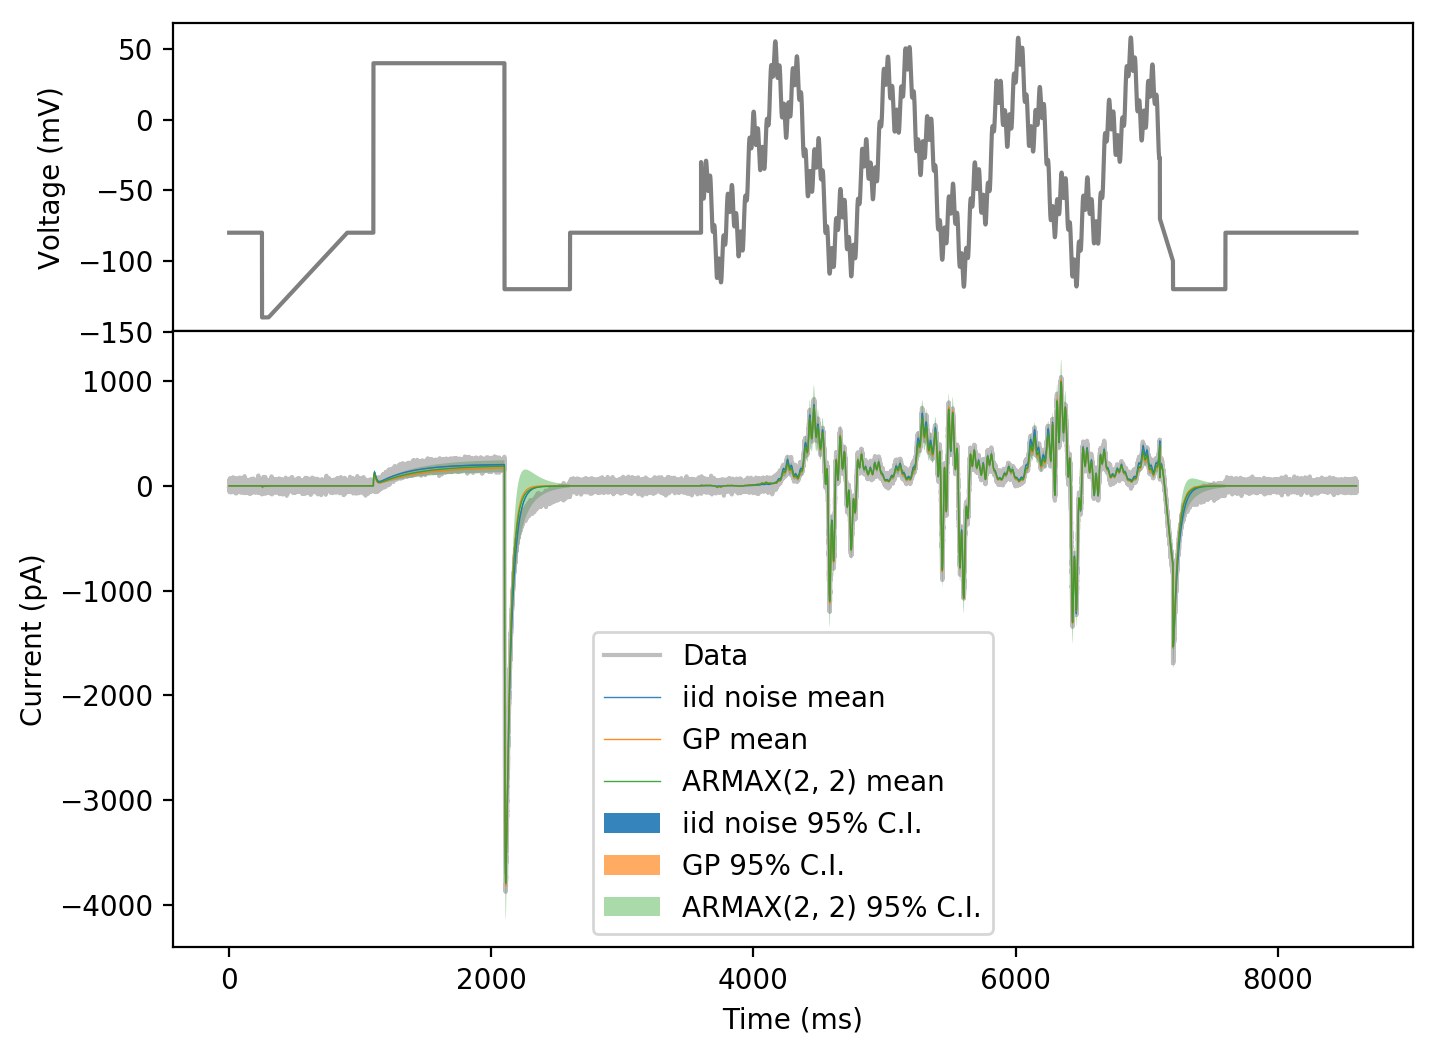 50
0
−50
−100
−150
Voltage (mV)
1000
0
−1000
−2000
−3000
−4000
Current (pA)
Data
iid noise mean
GP mean
ARMAX(2, 2) mean
iid noise 95% C.I.
GP 95% C.I.
ARMAX(2, 2) 95% C.I.
0 2000 4000 6000 8000
Time (ms)